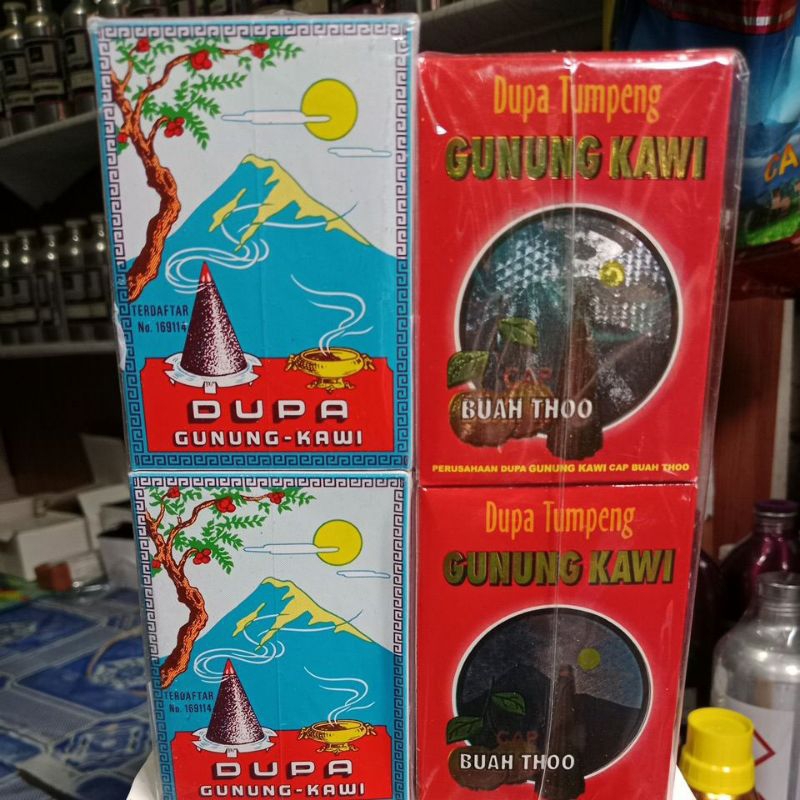 TERDAFTAR
No. 169114
DUPA
GUNUNG-KAWI
Dupa Tumpeng
GUNUNG KAWI
CAP
BUAH THOO
PERUSAHAAN DUPA GUNUNG KAWI CAP BUAH THOO
TERDAFTAR
No. 169114
DUPA
GUNUNG-KAWI
Dupa Tumpeng
GUNUNG KAWI
CAP
BUAH THOO